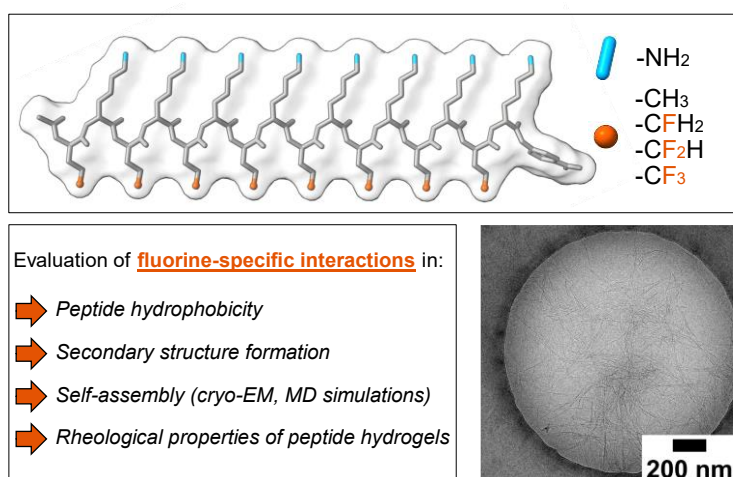 -NH2
-CH3
-CFH2
-CF2H
-CF3
Evaluation of fluorine-specific interactions in:
Peptide hydrophobicity
Secondary structure formation
Self-assembly (cryo-EM, MD simulations)
Rheological properties of peptide hydrogels
200 nm